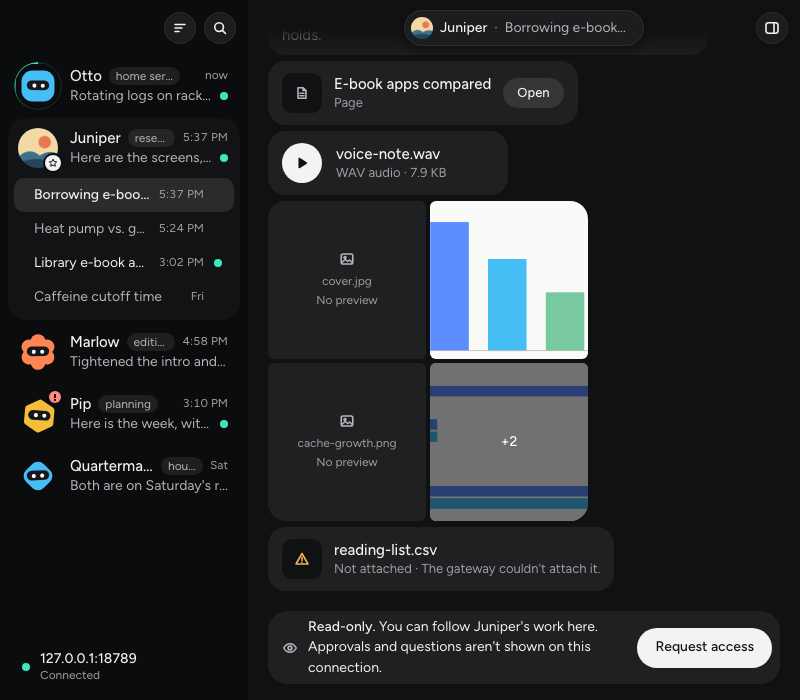 Otto home ser... now
Rotating logs on rack...
Juniper rese... 5:37 PM
Here are the screens,...
Borrowing e-boo... 5:37 PM
Heat pump vs. g... 5:24 PM
Library e-book a... 3:02 PM
Caffeine cutoff time Fri
Marlow editi... 4:58 PM
Tightened the intro and...
Pip planning 3:10 PM
Here is the week, wit...
Quarterma... hou... Sat
Both are on Saturday's r...
127.0.0.1:18789
Connected
Juniper · Borrowing e-book...
holds.
E-book apps compared
Page
Open
voice-note.wav
WAV audio · 7.9 KB
cover.jpg
No preview
cache-growth.png
No preview
+2
reading-list.csv
Not attached · The gateway couldn't attach it.
Read-only. You can follow Juniper's work here.
Approvals and questions aren't shown on this
connection.
Request access